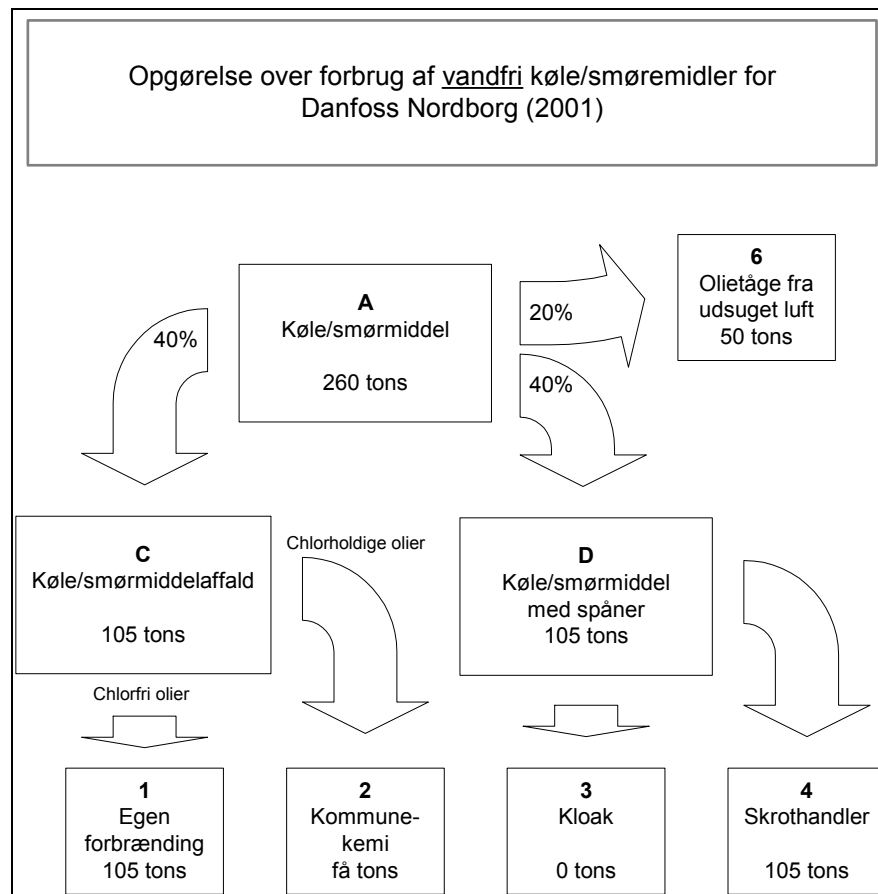 Opgørelse over forbrug af vandfri køle/smøremidler for
Danfoss Nordborg (2001)
A
Køle/smørmiddel
260 tons
40%
20%
40%
6
Olietåge fra
udsuget luft
50 tons
C
Køle/smørmiddelaffald
105 tons
Chlorholdige olier
D
Køle/smørmiddel
med spåner
105 tons
Chlorfri olier
1
Egen
forbrænding
105 tons
2
Kommune-
kemi
få tons
3
Kloak
0 tons
4
Skrothandler
105 tons